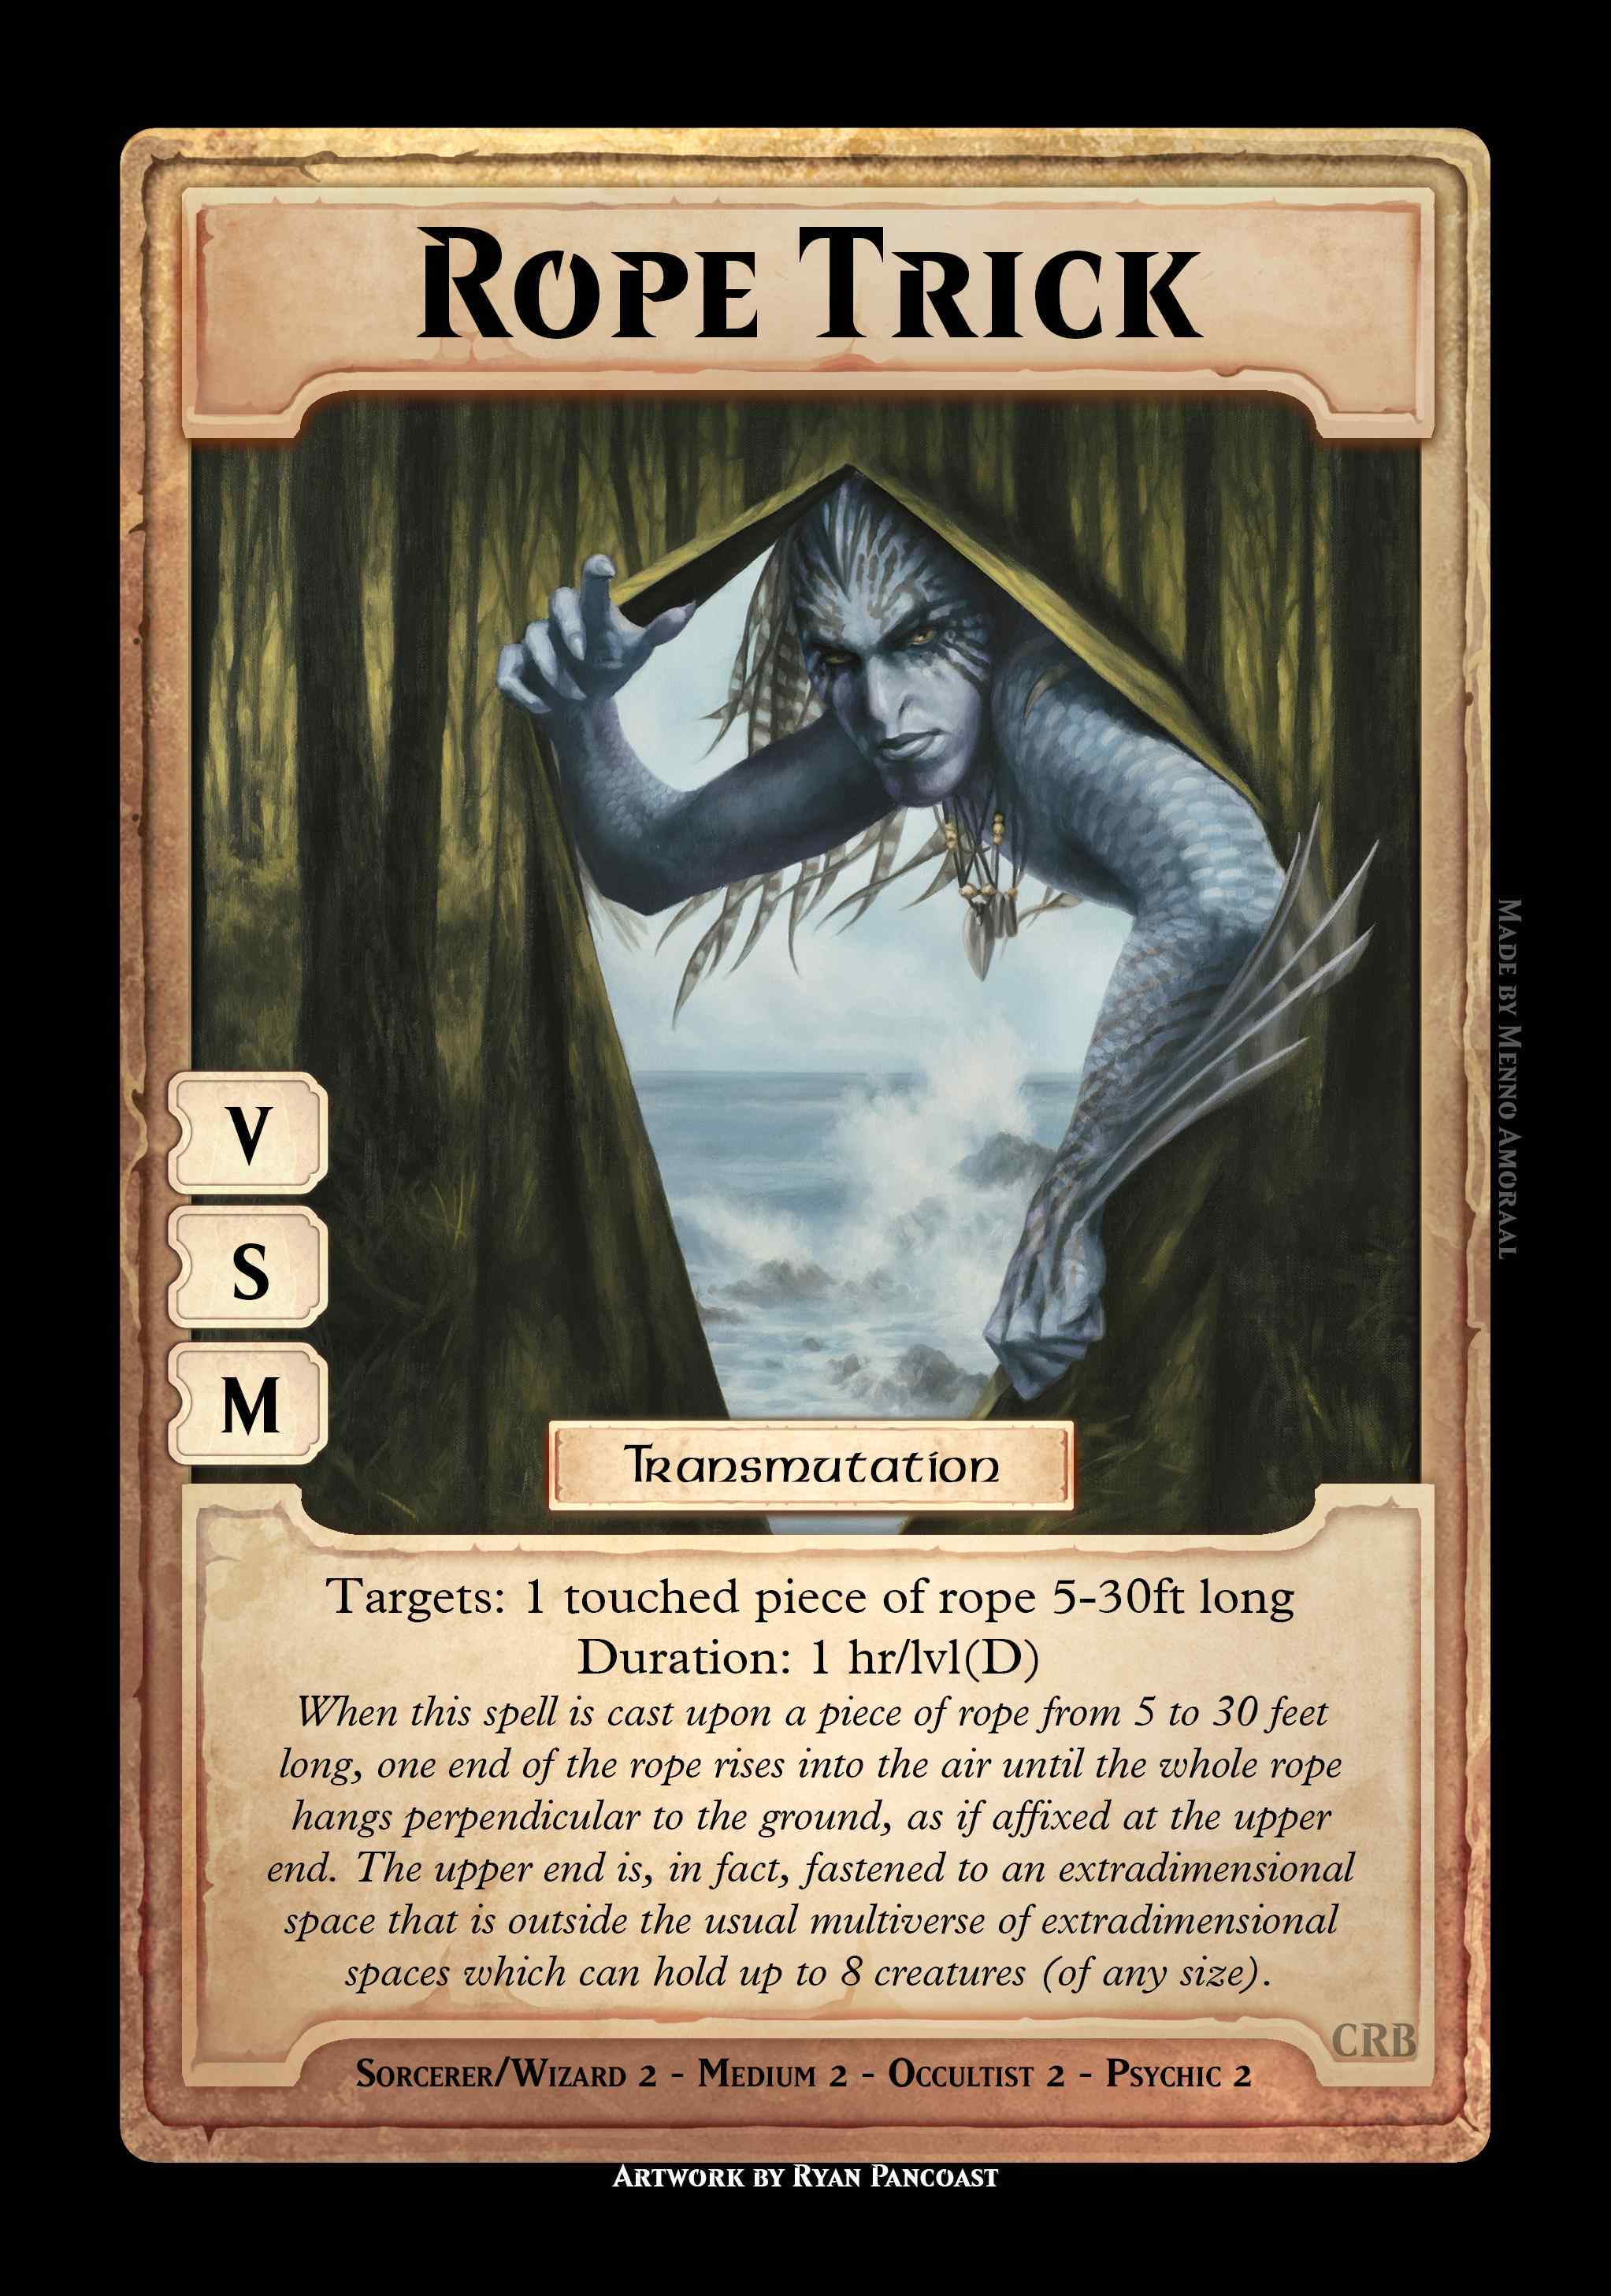 Rope Trick
V
S
M
Transmutation
Targets: 1 touched piece of rope 5-30ft long
Duration: 1 hr/lvl(D)
When this spell is cast upon a piece of rope from 5 to 30 feet
long, one end of the rope rises into the air until the whole rope
hangs perpendicular to the ground, as if affixed at the upper
end. The upper end is, in fact, fastened to an extradimensional
space that is outside the usual multiverse of extradimensional
spaces which can hold up to 8 creatures (of any size).
CRB
Sorcerer/Wizard 2 - Medium 2 - Occultist 2 - Psychic 2
Artwork by Ryan Pancoast
Made by Menno Amoraal